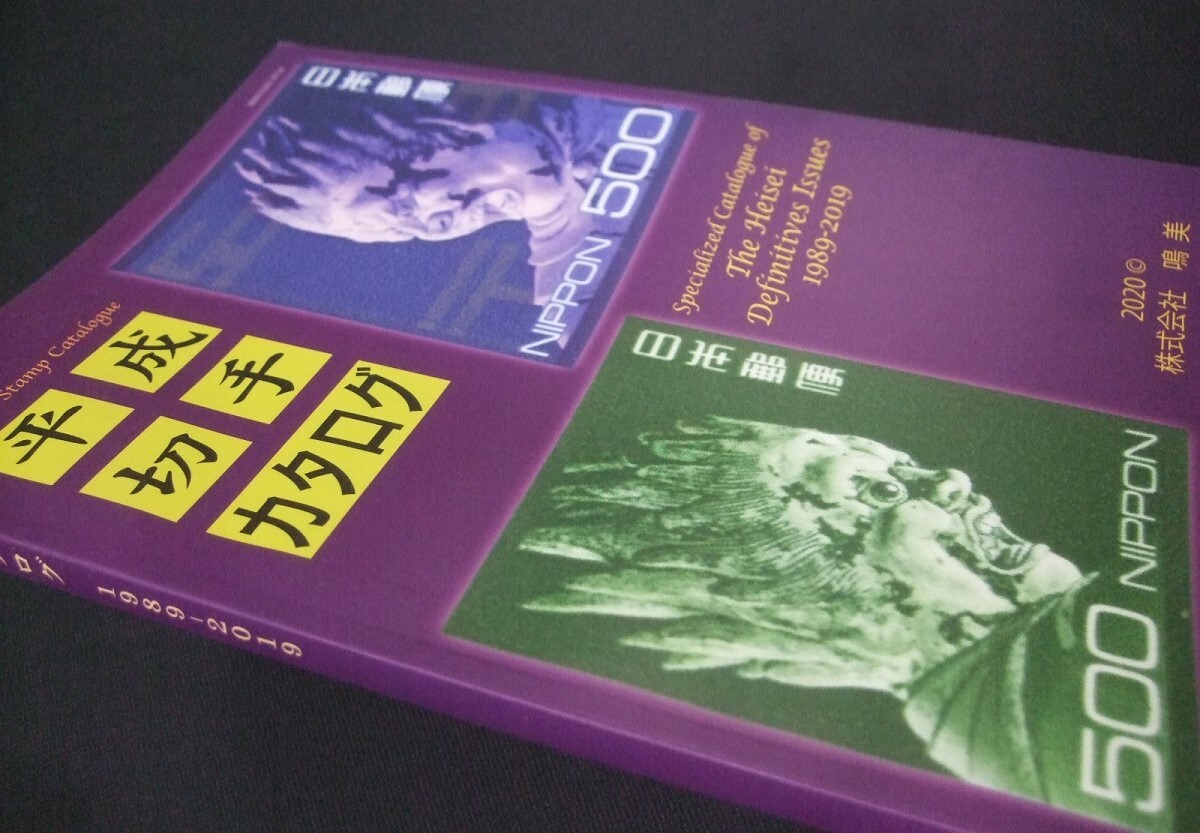 Stamp Catalogue
平成
切手
カタログ
日本郵便
NIPPON 500
Specialized Catalogue of
The Heisei
Definitives Issues
1989-2019
日本郵便
500 NIPPON
2020©
株式会社 鳴美
ログ 1989–2019